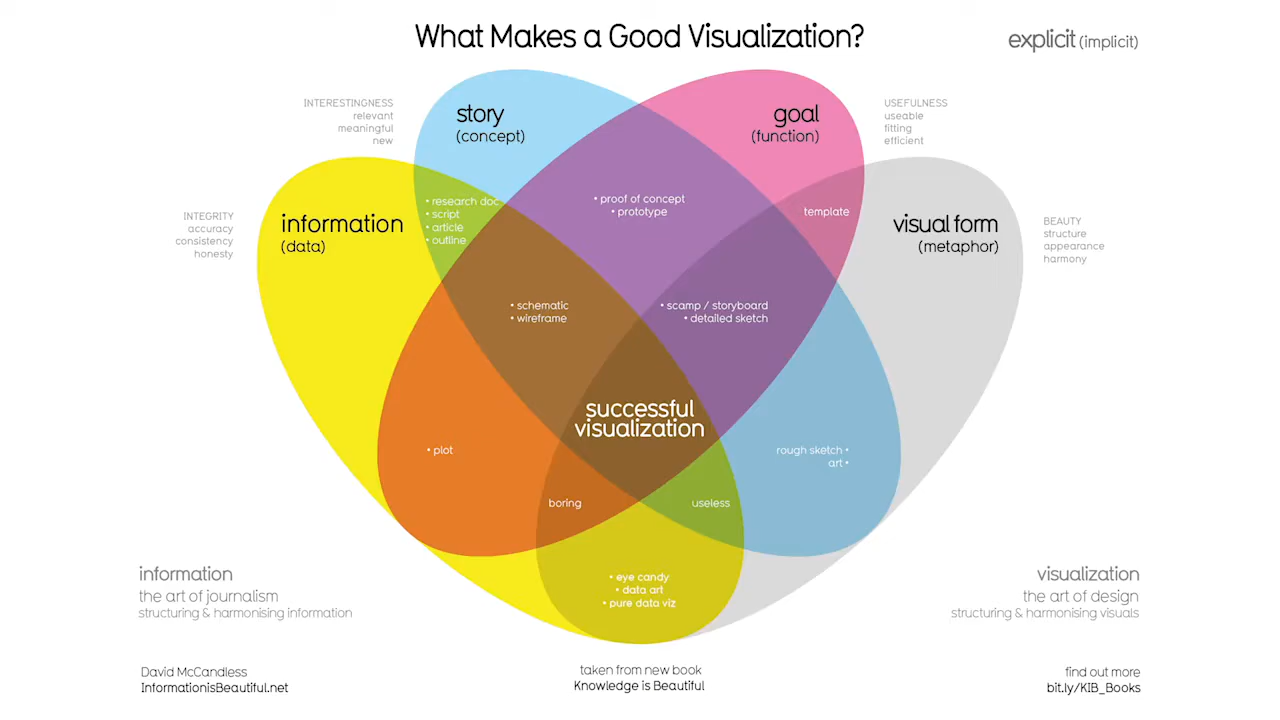 What Makes a Good Visualization?
explicit (implicit)
INTERESTINGNESS
relevant
meaningful
new
story
(concept)
goal
(function)
USEFULNESS
useable
fitting
efficient
INTEGRITY
accuracy
consistency
honesty
information
(data)
• research doc
• script
• article
• outline
• proof of concept
• prototype
template
visual form
(metaphor)
BEAUTY
structure
appearance
harmony
• schematic
• wireframe
• scamp / storyboard
• detailed sketch
successful
visualization
• plot
rough sketch •
art •
boring
useless
• eye candy
• data art
• pure data viz
information
the art of journalism
structuring & harmonising information
visualization
the art of design
structuring & harmonising visuals
David McCandless
InformationisBeautiful.net
taken from new book
Knowledge is Beautiful
find out more
bit.ly/KIB_Books